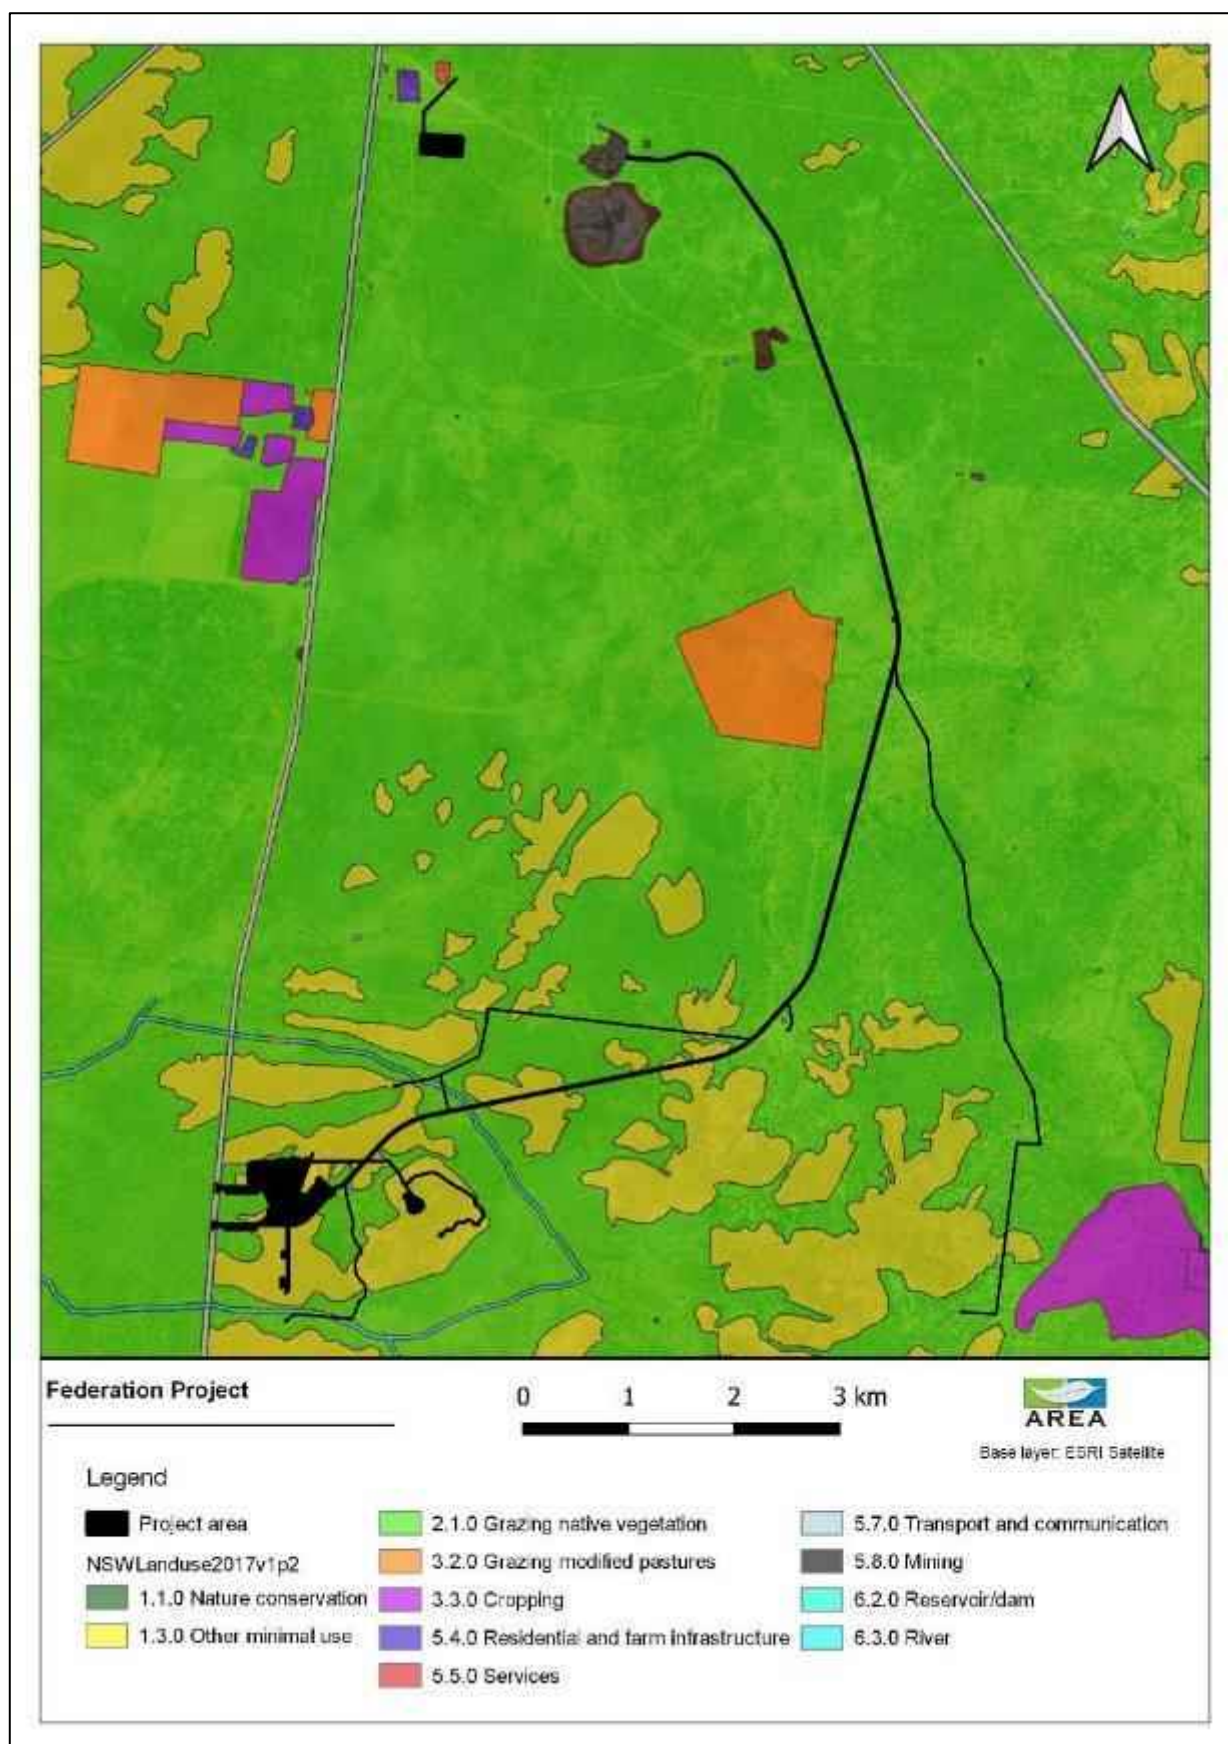 Federation Project
0 1 2 3 km
AREA
Base layer: ESRI Satellite
Legend
Project area
NSWLanduse2017v1p2
1.1.0 Nature conservation
1.3.0 Other minimal use
2.1.0 Grazing native vegetation
3.2.0 Grazing modified pastures
3.3.0 Cropping
5.4.0 Residential and farm infrastructure
5.5.0 Services
5.7.0 Transport and communication
5.8.0 Mining
6.2.0 Reservoir/dam
6.3.0 River